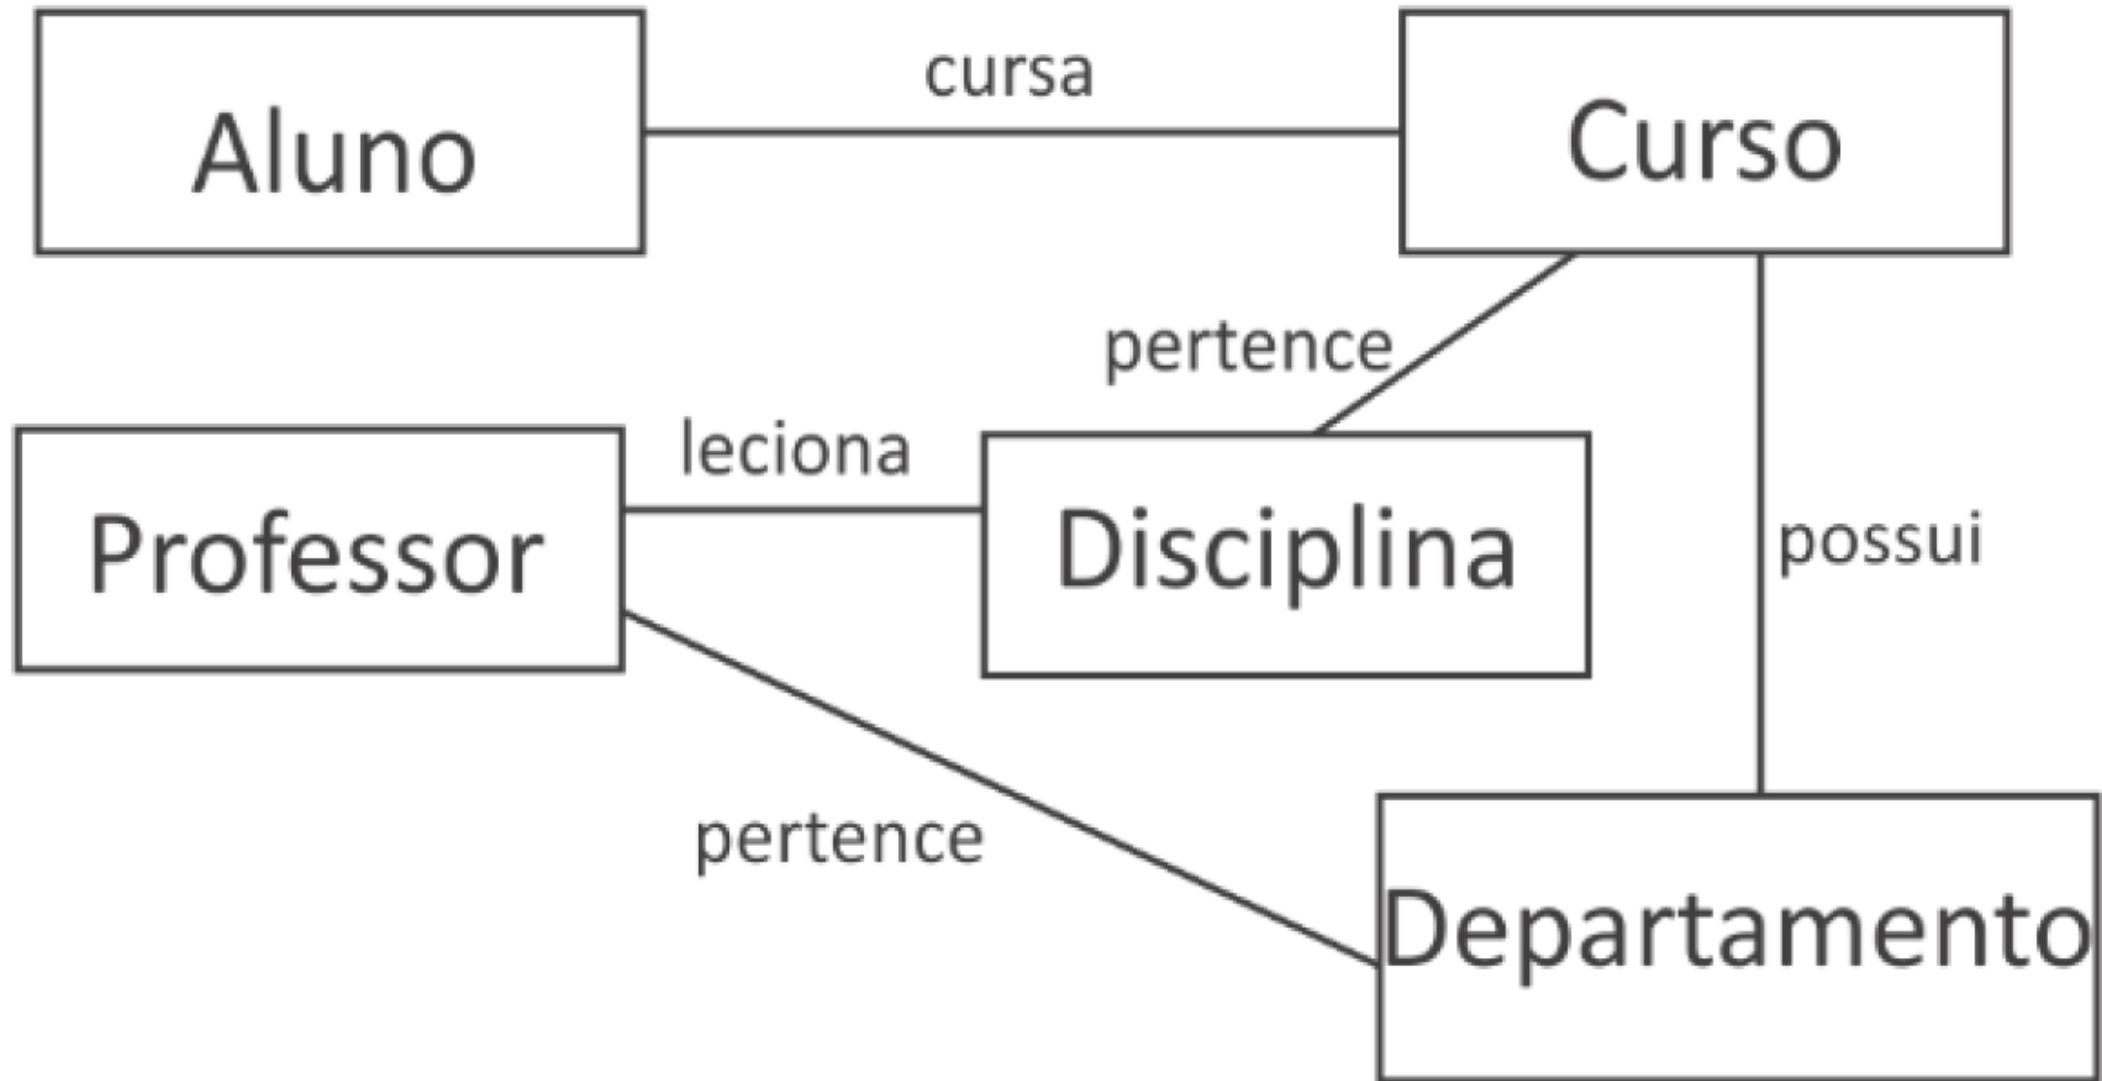 Aluno
cursa
Curso
pertence
Professor
leciona
Disciplina
possui
pertence
Departamento